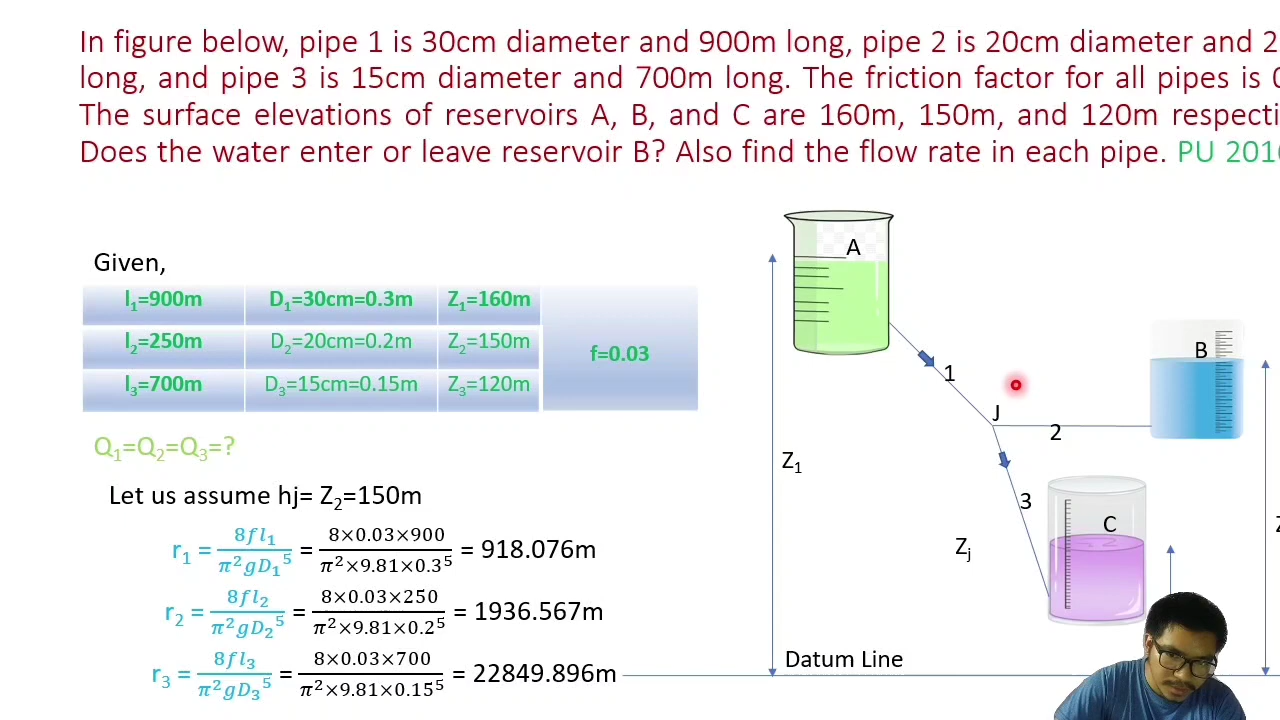 In figure below, pipe 1 is 30cm diameter and 900m long, pipe 2 is 20cm diameter and 2
long, and pipe 3 is 15cm diameter and 700m long. The friction factor for all pipes is 0
The surface elevations of reservoirs A, B, and C are 160m, 150m, and 120m respecti
Does the water enter or leave reservoir B? Also find the flow rate in each pipe. PU 2016
Given,
l₁=900m D₁=30cm=0.3m Z₁=160m
l₂=250m D₂=20cm=0.2m Z₂=150m
l₃=700m D₃=15cm=0.15m Z₃=120m
f=0.03
Q₁=Q₂=Q₃=?
Let us assume hj= Z₂=150m
r₁ = 8fl₁/π²gD₁⁵ = 8×0.03×900/π²×9.81×0.3⁵ = 918.076m
r₂ = 8fl₂/π²gD₂⁵ = 8×0.03×250/π²×9.81×0.2⁵ = 1936.567m
r₃ = 8fl₃/π²gD₃⁵ = 8×0.03×700/π²×9.81×0.15⁵ = 22849.896m
A
B
1
J
2
Z₁
3
C
Zⱼ
Z
Datum Line